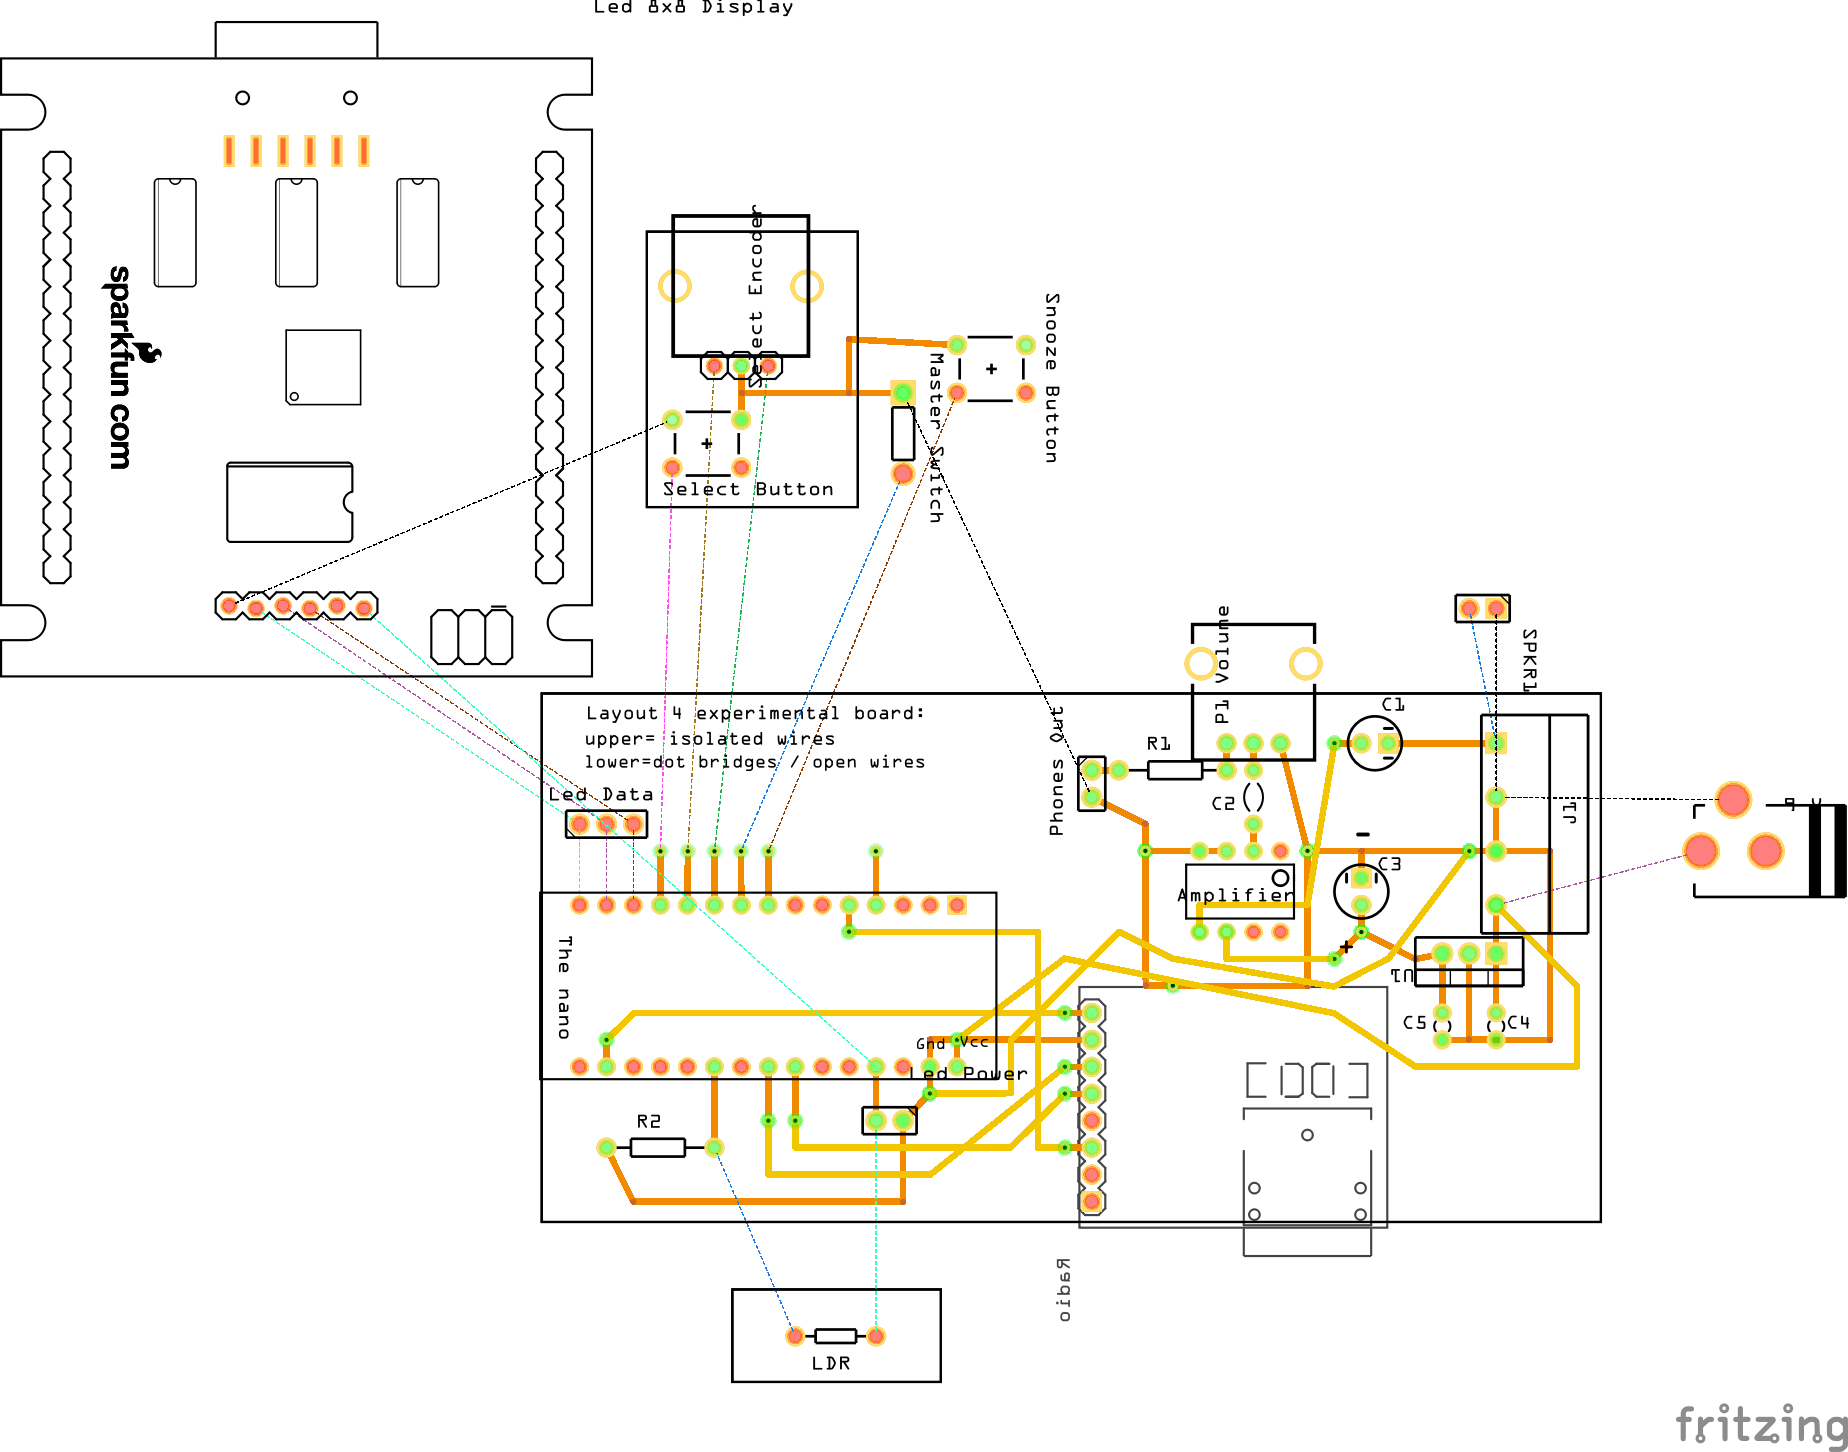 Led 8x8 Display
sparkfun.com
Select Encoder
Snooze Button
Master Switch
Select Button
SPKR1
P1 Volume
C1
Layout 4 experimental board:
upper= isolated wires
lower=dot bridges / open wires
Phones Out
R1
Led Data
C2
J1
C3
Amplifier
The nano
+
U1
C5
C4
Gnd
Vcc
Led Power
R2
Radio
LDR
fritzing